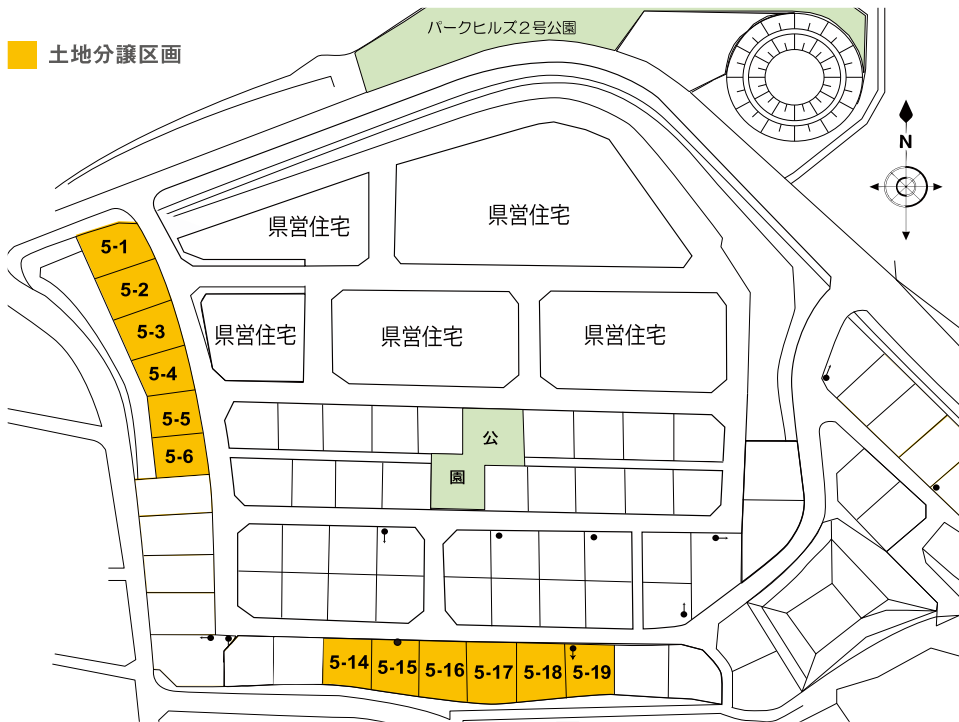 パークヒルズ2号公園
土地分譲区画
N
県営住宅
県営住宅
5-1
5-2
5-3
5-4
5-5
5-6
県営住宅
県営住宅
県営住宅
公
園
5-14
5-15
5-16
5-17
5-18
5-19